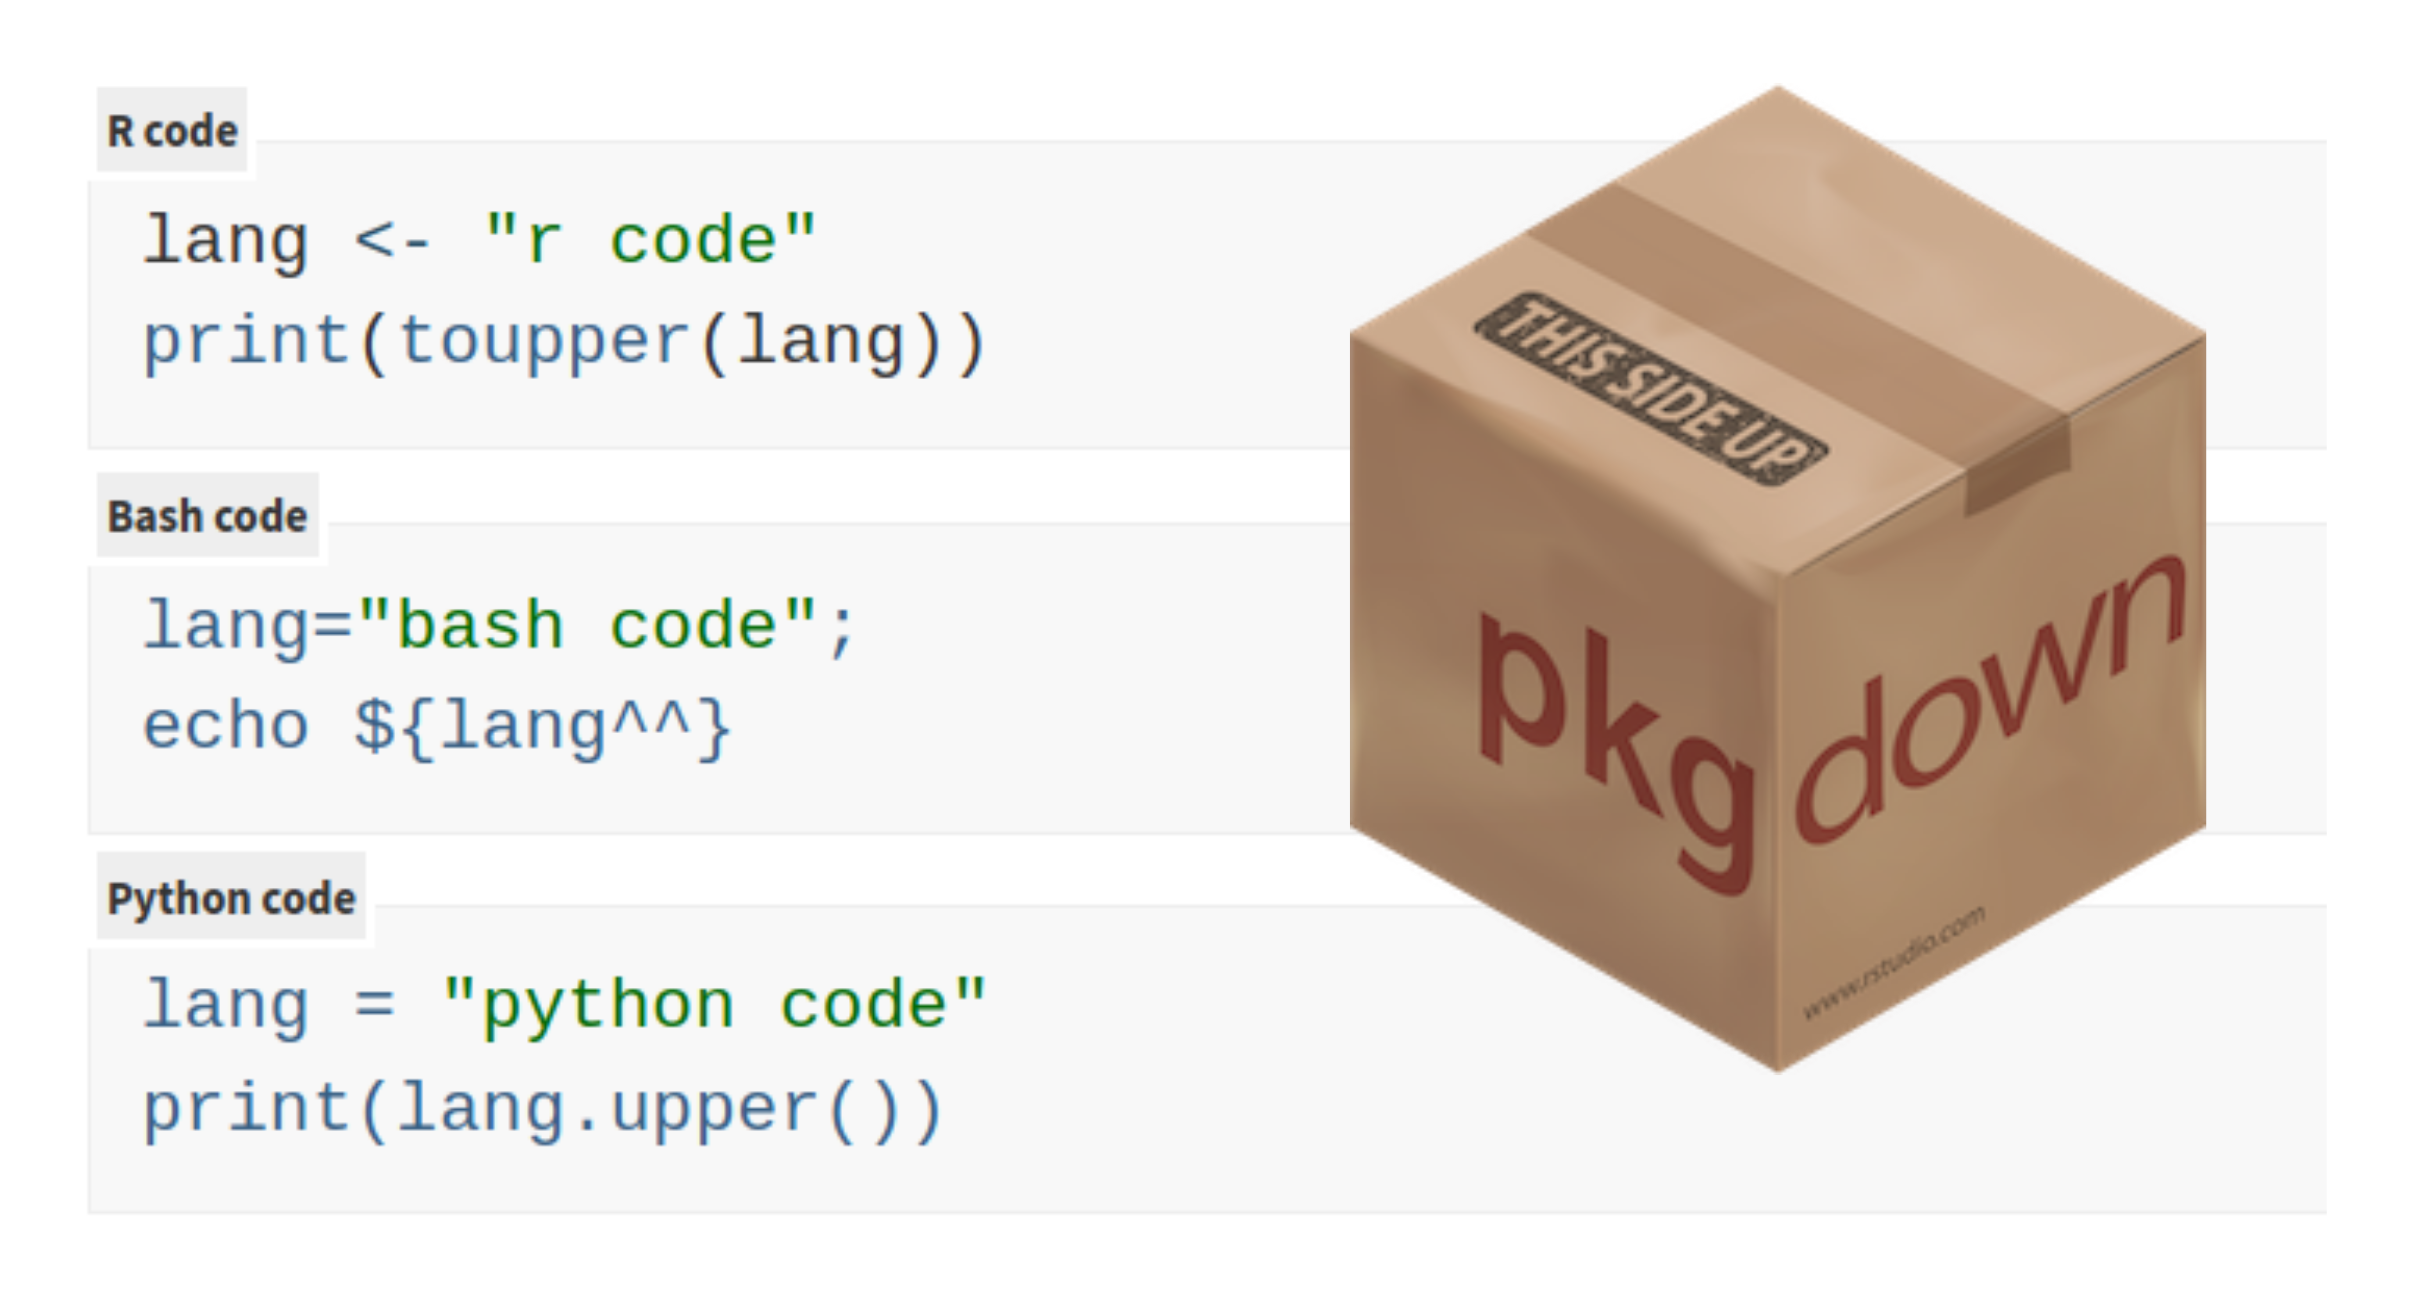 R code
lang <- "r code"
print(toupper(lang))
Bash code
lang="bash code";
echo ${lang^^}
Python code
lang = "python code"
print(lang.upper())
THIS SIDE UP
pkgdown
www.rstudio.com